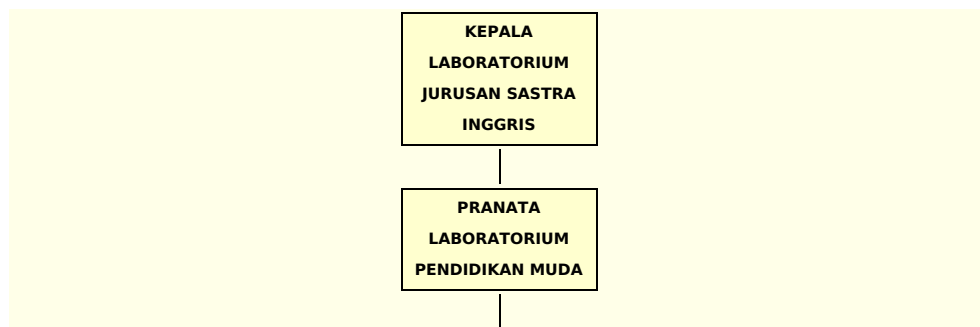 KEPALA
LABORATORIUM
JURUSAN SASTRA
INGGRIS
PRANATA
LABORATORIUM
PENDIDIKAN MUDA